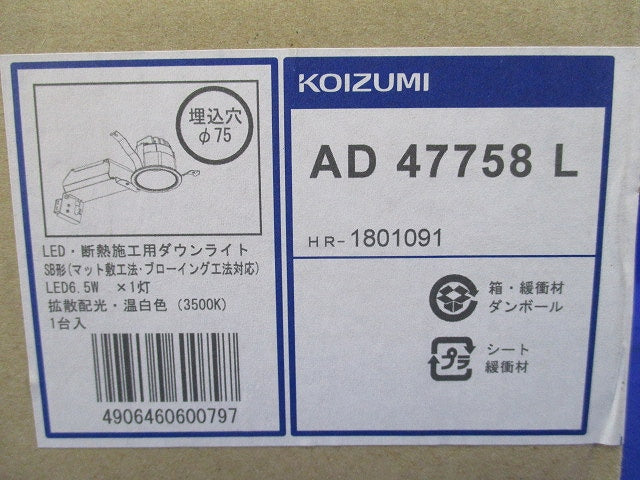 埋込穴
φ75
LED・断熱施工用ダウンライト
SB形(マット敷工法・ブローイング工法対応)
LED6.5W ×1灯
拡散配光・温白色 (3500K)
1台入
4906460600797
KOIZUMI
AD 47758 L
HR-1801091
箱・緩衝材
ダンボール
プラ
シート
緩衝材